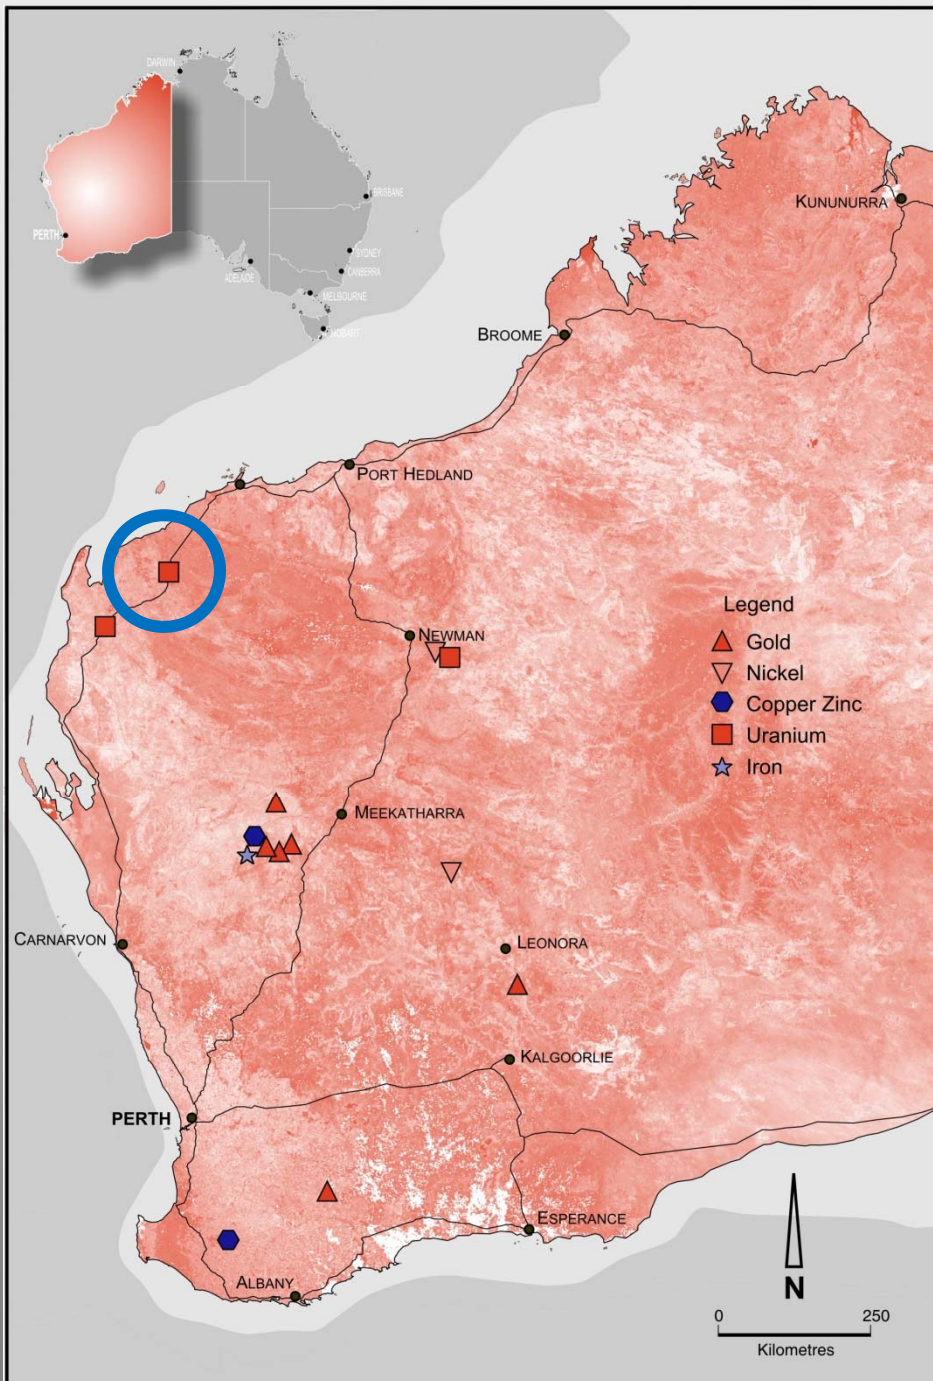 DARWIN
BRISBANE
PERTH
SYDNEY
ADELAIDE
CANBERRA
MELBOURNE
HOBART
KUNUNURRA
BROOME
PORT HEDLAND
Legend
NEWMAN
Gold
Nickel
Copper Zinc
Uranium
Iron
MEEKATHARRA
CARNARVON
LEONORA
KALGOORLIE
PERTH
ESPERANCE
ALBANY
N
0 250
Kilometres